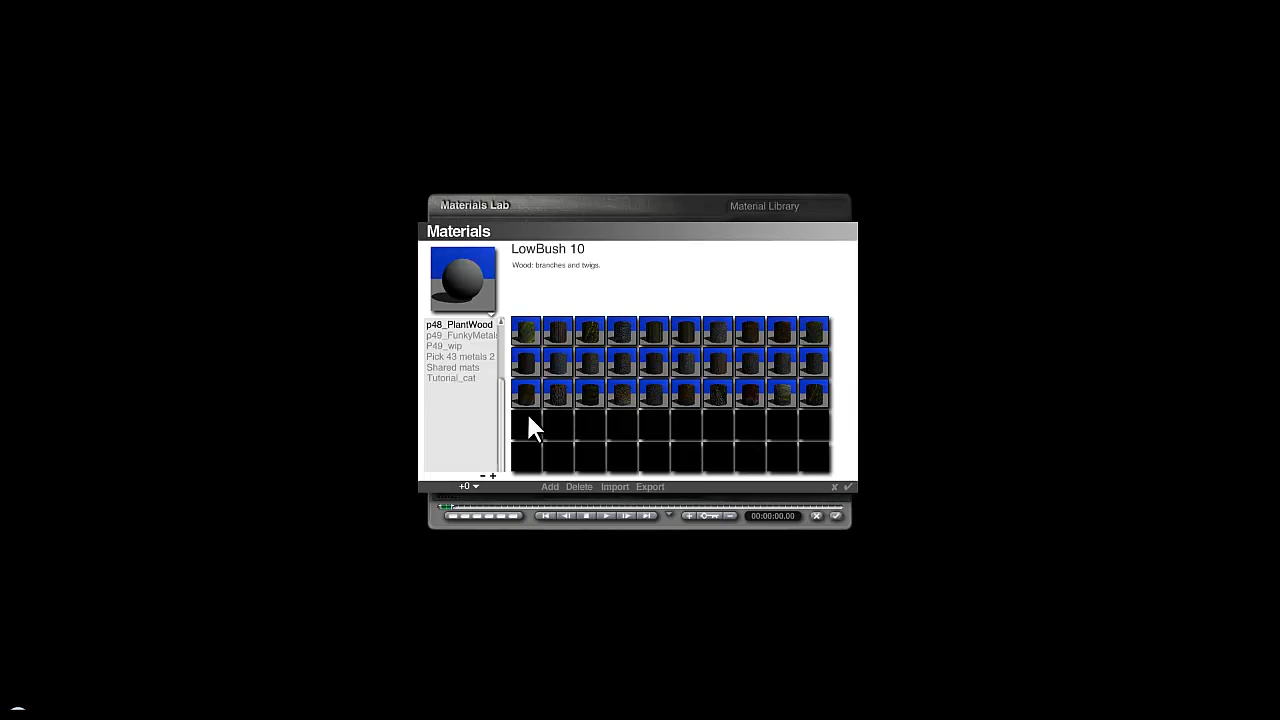 Materials Lab
Material Library
Materials
LowBush 10
Wood: branches and twigs.
p48_PlantWood
p49_FunkyMetals
P49_wip
Pick 43 metals 2
Shared mats
Tutorial_cat
+0
Add Delete Import Export
00:00:00.00